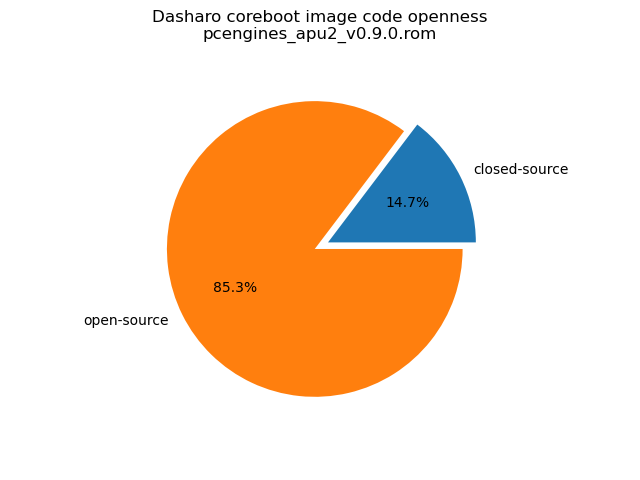 Dasharo coreboot image code openness
pcengines_apu2_v0.9.0.rom
closed-source
14.7%
85.3%
open-source